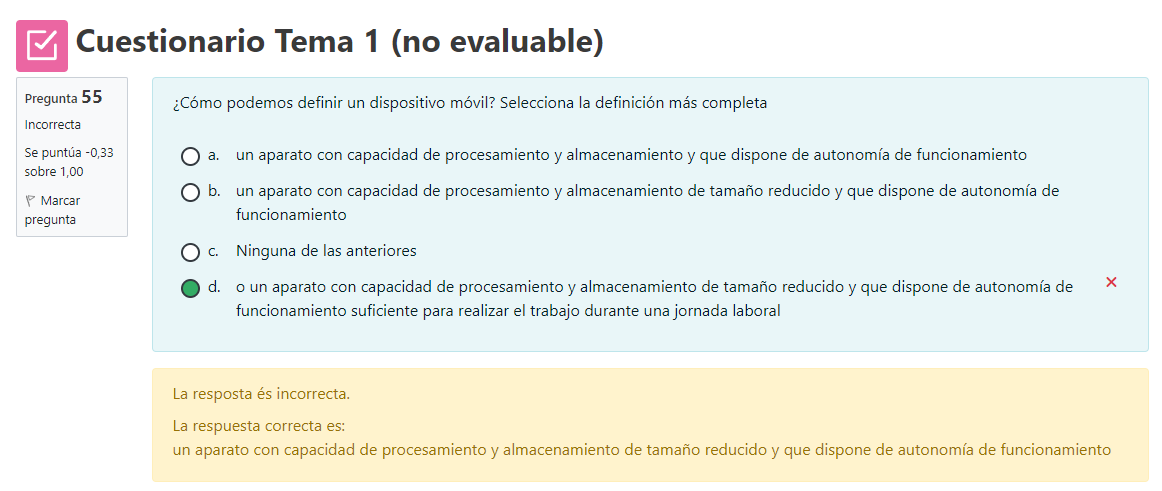 Cuestionario Tema 1 (no evaluable)
Pregunta 55
Incorrecta
Se puntúa -0,33
sobre 1,00
Marcar
pregunta
¿Cómo podemos definir un dispositivo móvil? Selecciona la definición más completa
a. un aparato con capacidad de procesamiento y almacenamiento y que dispone de autonomía de funcionamiento
b. un aparato con capacidad de procesamiento y almacenamiento de tamaño reducido y que dispone de autonomía de
funcionamiento
c. Ninguna de las anteriores
d. o un aparato con capacidad de procesamiento y almacenamiento de tamaño reducido y que dispone de autonomía de
funcionamiento suficiente para realizar el trabajo durante una jornada laboral
La resposta és incorrecta.
La respuesta correcta es:
un aparato con capacidad de procesamiento y almacenamiento de tamaño reducido y que dispone de autonomía de funcionamiento